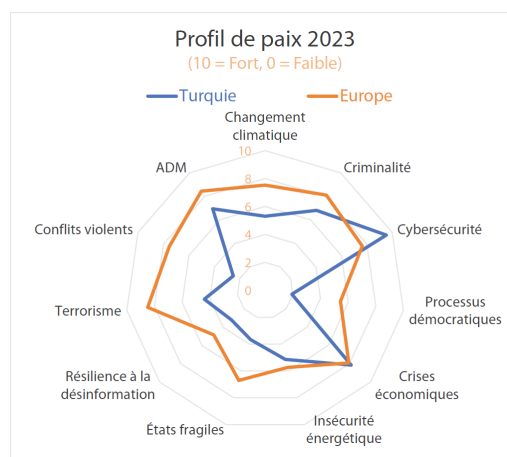 Profil de paix 2023
(10 = Fort, 0 = Faible)
Turquie
Europe
Changement
climatique
10
8
6
4
2
0
Criminalité
Cybersécurité
Processus
démocratiques
Crises
économiques
Insécurité
énergétique
États fragiles
Résilience à la
désinformation
Terrorisme
Conflits violents
ADM